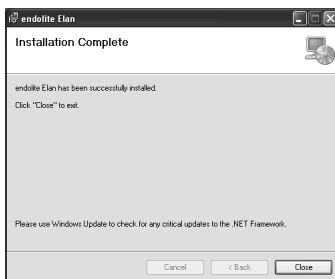 endolite Elan
Installation Complete
endolite Elan has been successfully installed.
Click "Close" to exit.
Please use Windows Update to check for any critical updates to the .NET Framework.
Cancel
< Back
Close